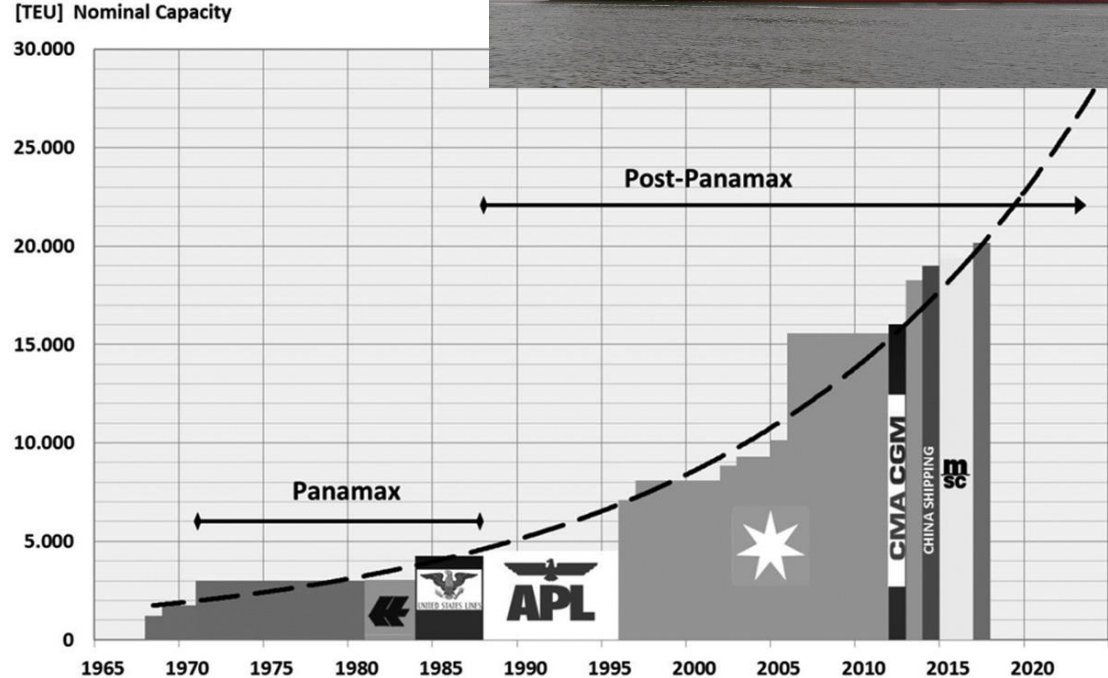 [TEU] Nominal Capacity
30.000
25.000
Post-Panamax
20.000
15.000
10.000
Panamax
5.000
0
UNITED STATES LINES
APL
CMA CGM
CHINA SHIPPING
m
sc
1965 1970 1975 1980 1985 1990 1995 2000 2005 2010 2015 2020